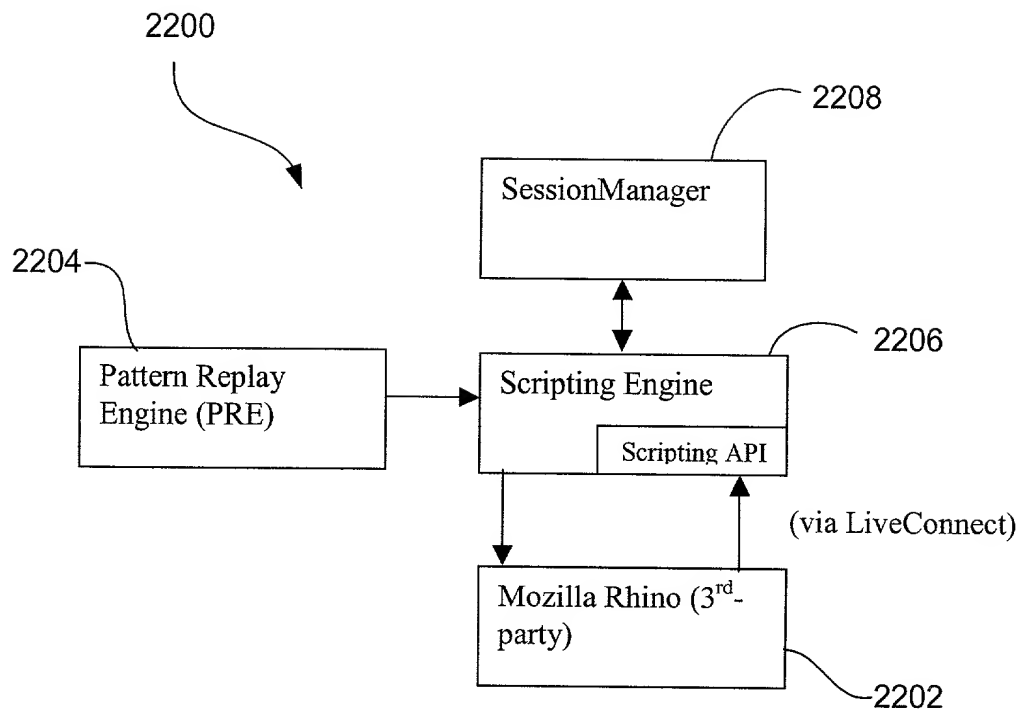 2200
2208
SessionManager
2204
2206
Pattern Replay
Engine (PRE)
Scripting Engine
Scripting API
(via LiveConnect)
Mozilla Rhino (3rd-
party)
2202